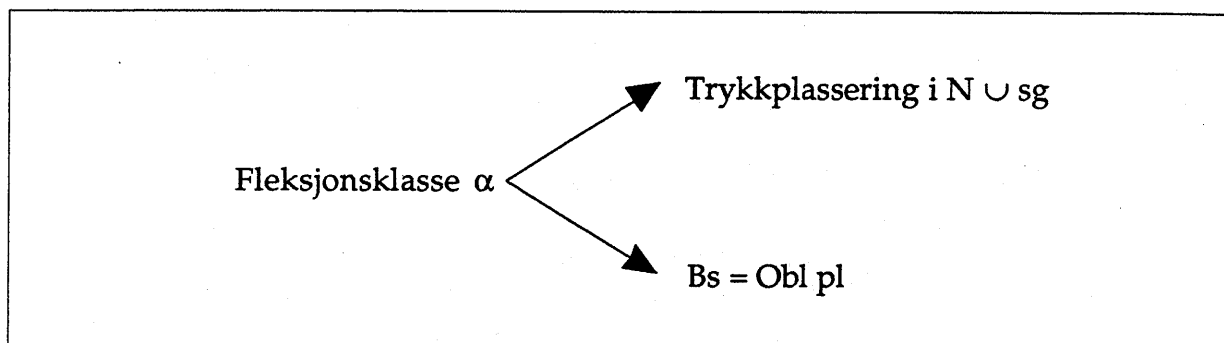 Trykkplassering i N ∪ sg
Fleksjonsklasse α
Bs = Obl pl